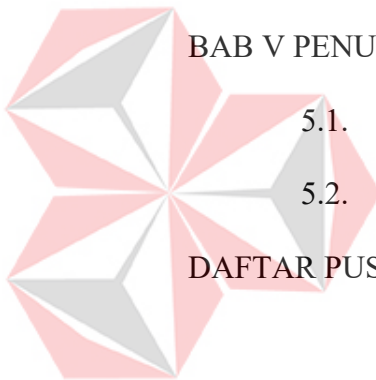 BAB V PENU
5.1.
5.2.
DAFTAR PUS